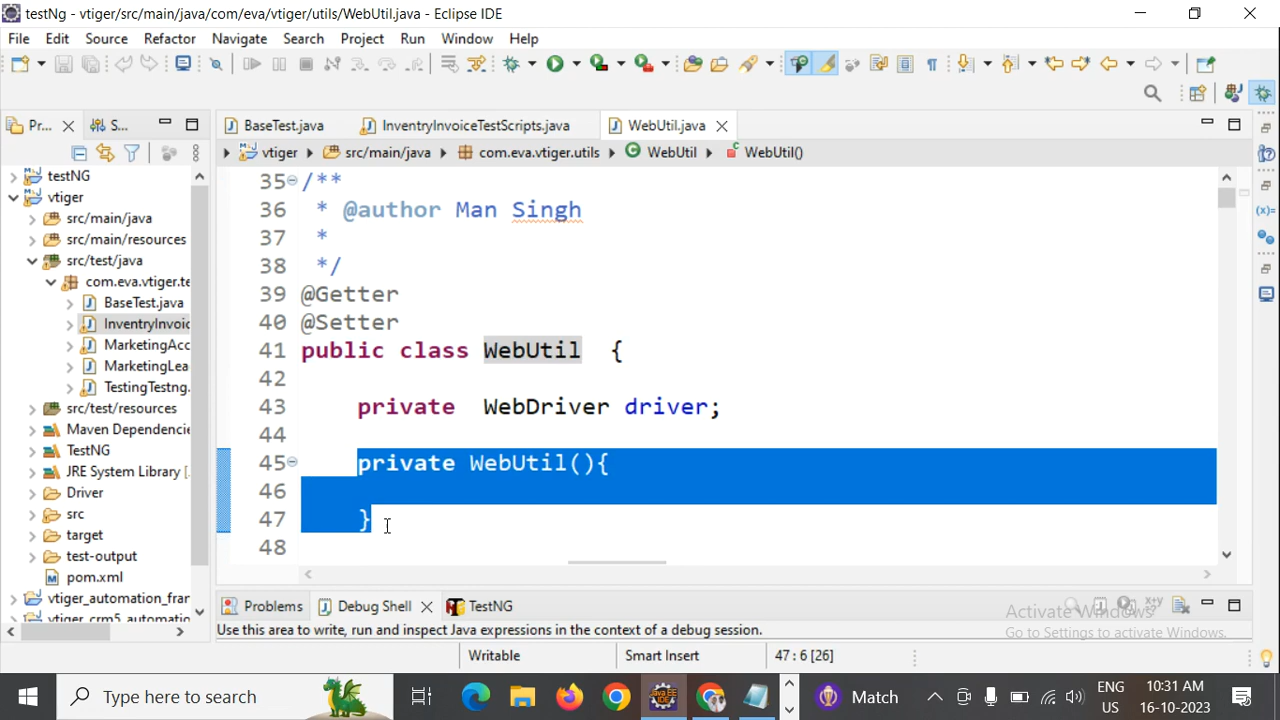 testNg - vtiger/src/main/java/com/eva/vtiger/utils/WebUtil.java - Eclipse IDE
File Edit Source Refactor Navigate Search Project Run Window Help
Pr... S... BaseTest.java InventryInvoiceTestScripts.java WebUtil.java
vtiger src/main/java com.eva.vtiger.utils WebUtil WebUtil()
testNG
vtiger
src/main/java
src/main/resources
src/test/java
com.eva.vtiger.te
BaseTest.java
InventryInvoic
MarketingAcc
MarketingLea
TestingTestng.
src/test/resources
Maven Dependencie
TestNG
JRE System Library [
Driver
src
target
test-output
pom.xml
vtiger_automation_frar
vtiger_crm5_automatio
35 /**
36 * @author Man Singh
37 *
38 */
39 @Getter
40 @Setter
41 public class WebUtil {
42
43 private WebDriver driver;
44
45 private WebUtil(){
46
47 }
48
Problems Debug Shell TestNG
Use this area to write, run and inspect Java expressions in the context of a debug session.
Activate Windows
Go to Settings to activate Windows.
Writable Smart Insert 47 : 6 [26]
Type here to search
Match
ENG
US
10:31 AM
16-10-2023